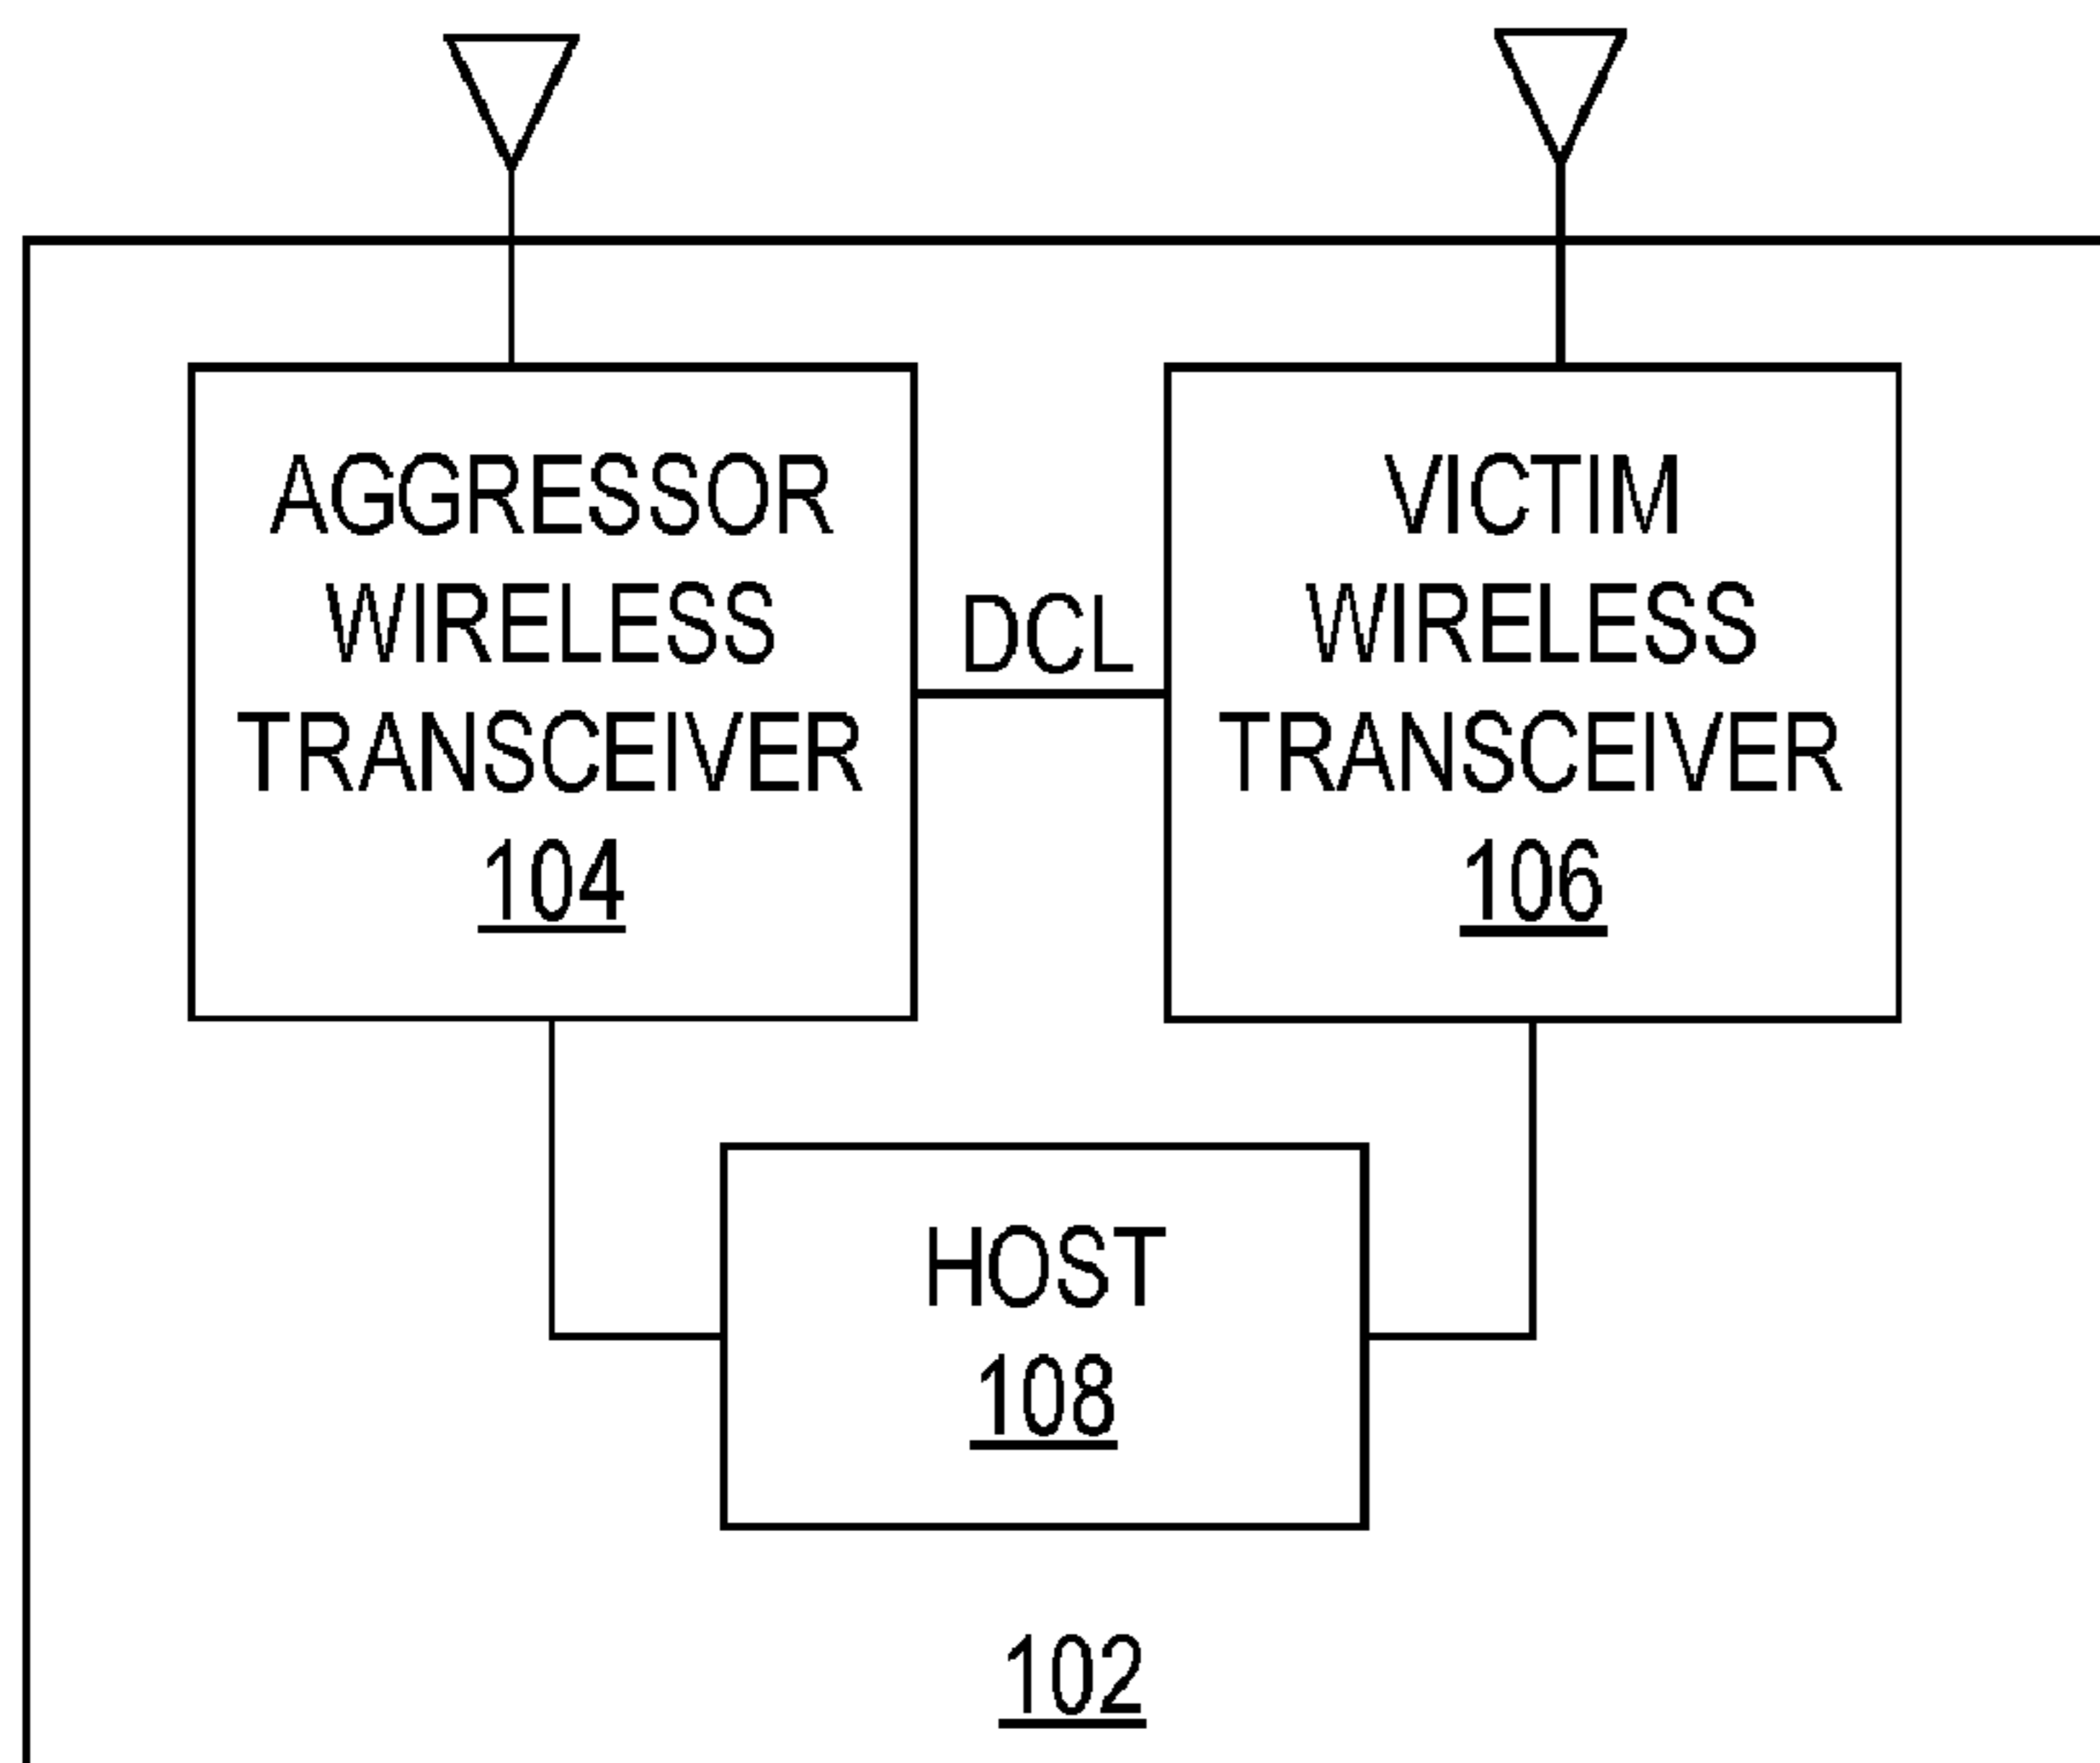 AGGRESSOR
WIRELESS
TRANSCEIVER
104
DCL
VICTIM
WIRELESS
TRANSCEIVER
106
HOST
108
102